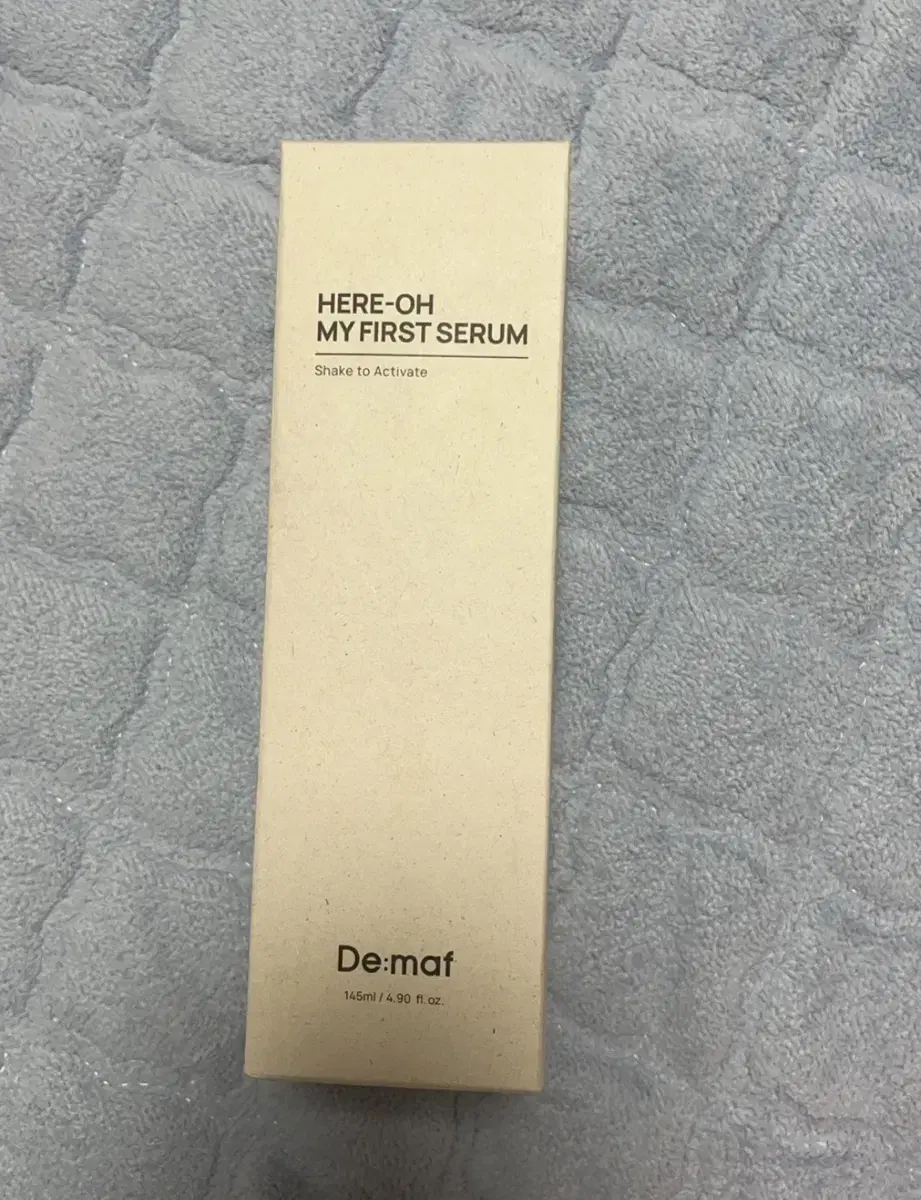 HERE-OH
MY FIRST SERUM
Shake to Activate
De:maf
145ml / 4.90 fl.oz.